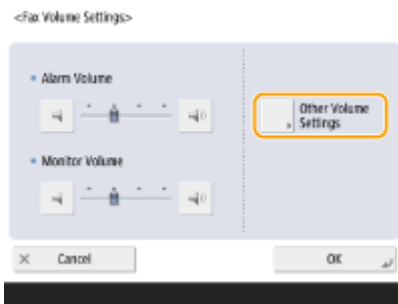 <Fax Volume Settings>
Alarm Volume
Other Volume
Settings
Monitor Volume
Cancel
OK